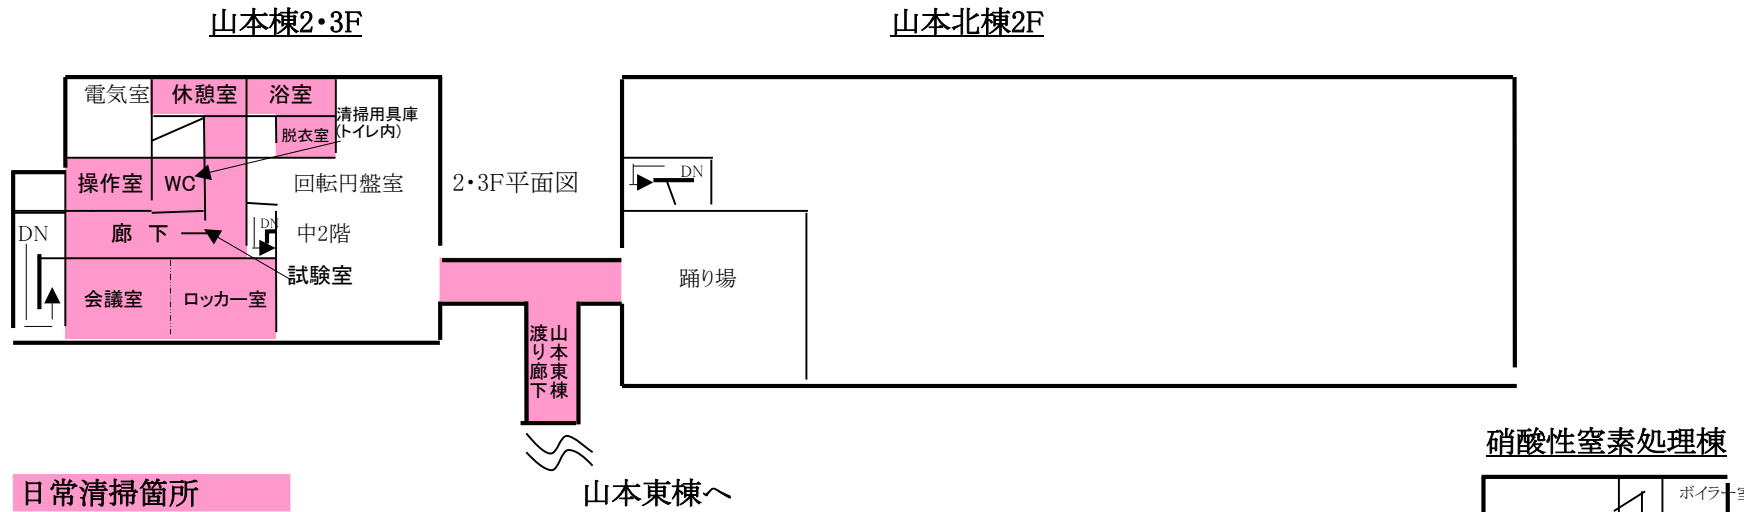 山本棟2・3F
山本北棟2F
電気室
休憩室
浴室
清掃用具庫
(トイレ内)
脱衣室
操作室
WC
回転円盤室
2・3F平面図
DN
DN
廊 下
DN
中2階
試験室
踊り場
会議室
ロッカー室
山本東棟
渡り廊下
硝酸性窒素処理棟
日常清掃箇所
山本東棟へ
ボイラー室